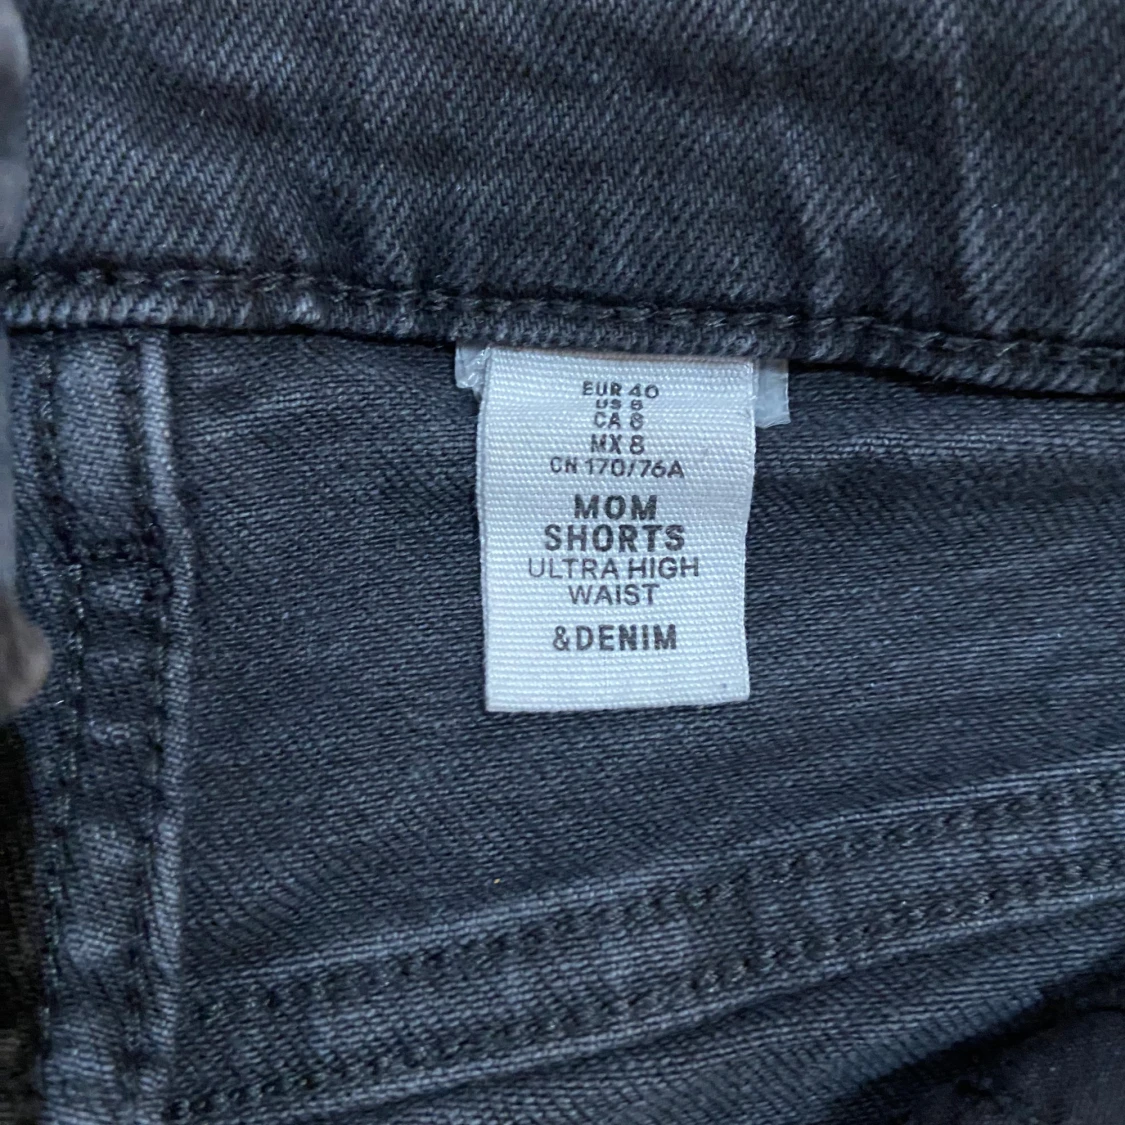 EUR 40
US 8
CA 8
MX 8
CN 170/76A
MOM
SHORTS
ULTRA HIGH
WAIST
&DENIM